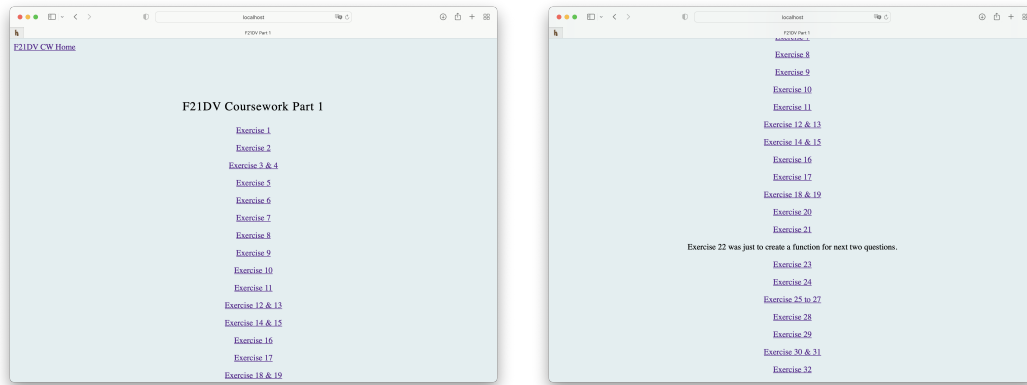 localhost
F21DV Part 1
F21DV CW Home
F21DV Coursework Part 1
Exercise 1
Exercise 2
Exercise 3 & 4
Exercise 5
Exercise 6
Exercise 7
Exercise 8
Exercise 9
Exercise 10
Exercise 11
Exercise 12 & 13
Exercise 14 & 15
Exercise 16
Exercise 17
Exercise 18 & 19
localhost
F21DV Part 1
Exercise 7
Exercise 8
Exercise 9
Exercise 10
Exercise 11
Exercise 12 & 13
Exercise 14 & 15
Exercise 16
Exercise 17
Exercise 18 & 19
Exercise 20
Exercise 21
Exercise 22 was just to create a function for next two questions.
Exercise 23
Exercise 24
Exercise 25 to 27
Exercise 28
Exercise 29
Exercise 30 & 31
Exercise 32